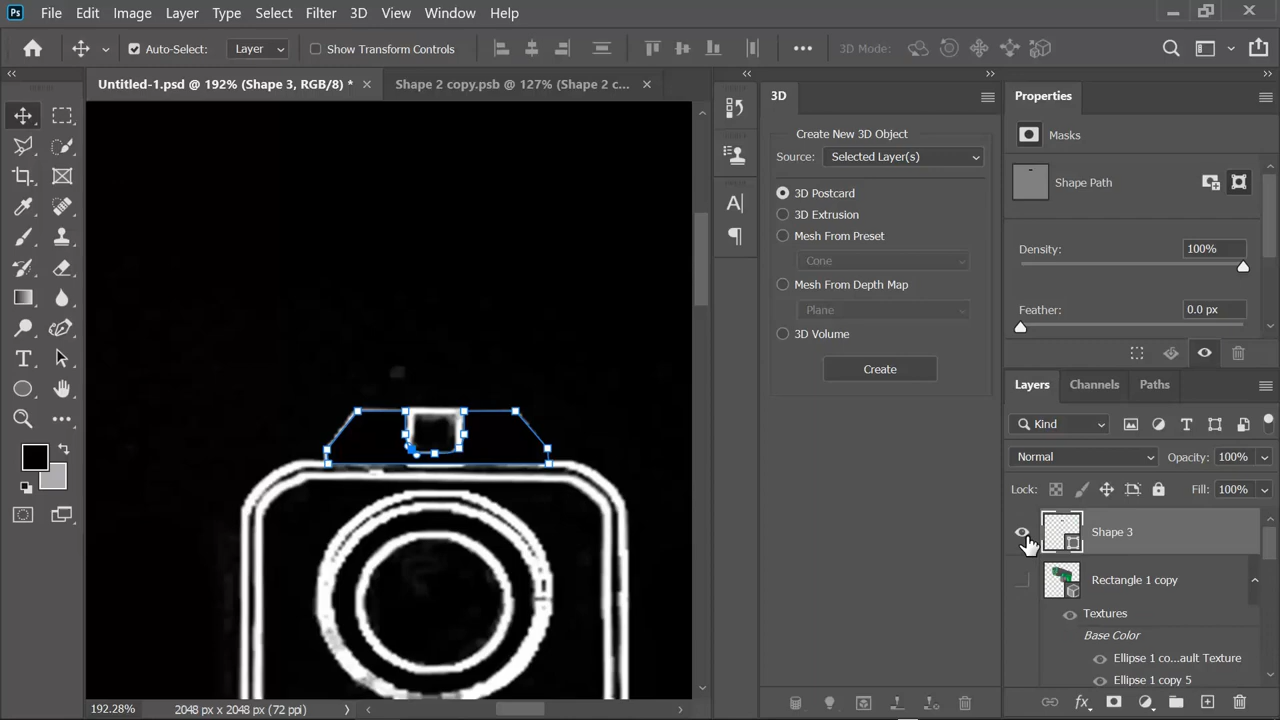 Ps File Edit Image Layer Type Select Filter 3D View Window Help
Auto-Select: Layer Show Transform Controls 3D Mode:
Untitled-1.psd @ 192% (Shape 3, RGB/8) * Shape 2 copy.psb @ 127% (Shape 2 c...
3D
Create New 3D Object
Source: Selected Layer(s)
3D Postcard
3D Extrusion
Mesh From Preset
Cone
Mesh From Depth Map
Plane
3D Volume
Create
Properties
Masks
Shape Path
Density: 100%
Feather: 0.0 px
Layers Channels Paths
Kind
Normal Opacity: 100%
Lock: Fill: 100%
Shape 3
Rectangle 1 copy
Textures
Base Color
Ellipse 1 co...ault Texture
Ellipse 1 copy 5
192.28% 2048 px x 2048 px (72 ppi)